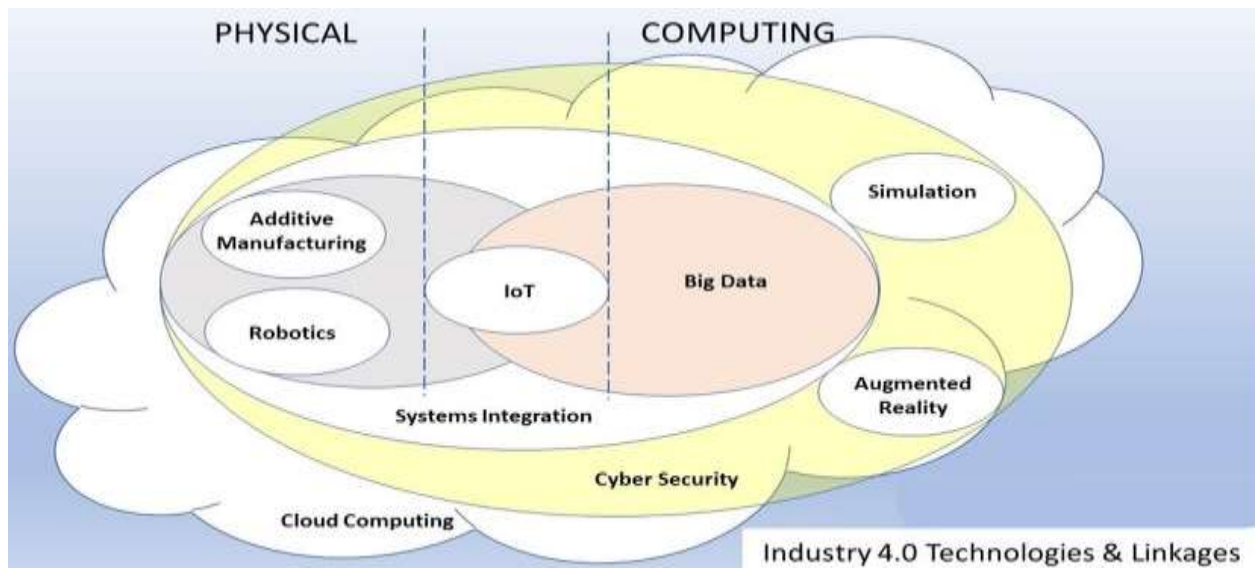 PHYSICAL
COMPUTING
Simulation
Additive
Manufacturing
IoT
Big Data
Robotics
Augmented
Reality
Systems Integration
Cyber Security
Cloud Computing
Industry 4.0 Technologies & Linkages